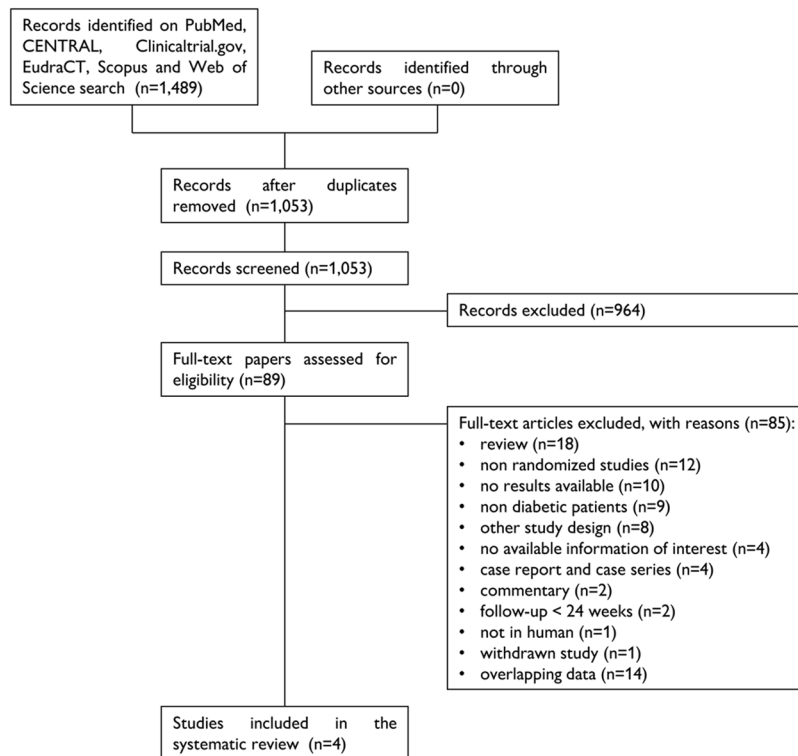 Records identified on PubMed,
CENTRAL, Clinicaltrial.gov,
EudraCT, Scopus and Web of
Science search (n=1,489)
Records identified through
other sources (n=0)
Records after duplicates
removed (n=1,053)
Records screened (n=1,053)
Records excluded (n=964)
Full-text papers assessed for
eligibility (n=89)
Full-text articles excluded, with reasons (n=85):
• review (n=18)
• non randomized studies (n=12)
• no results available (n=10)
• non diabetic patients (n=9)
• other study design (n=8)
• no available information of interest (n=4)
• case report and case series (n=4)
• commentary (n=2)
• follow-up < 24 weeks (n=2)
• not in human (n=1)
• withdrawn study (n=1)
• overlapping data (n=14)
Studies included in the
systematic review (n=4)